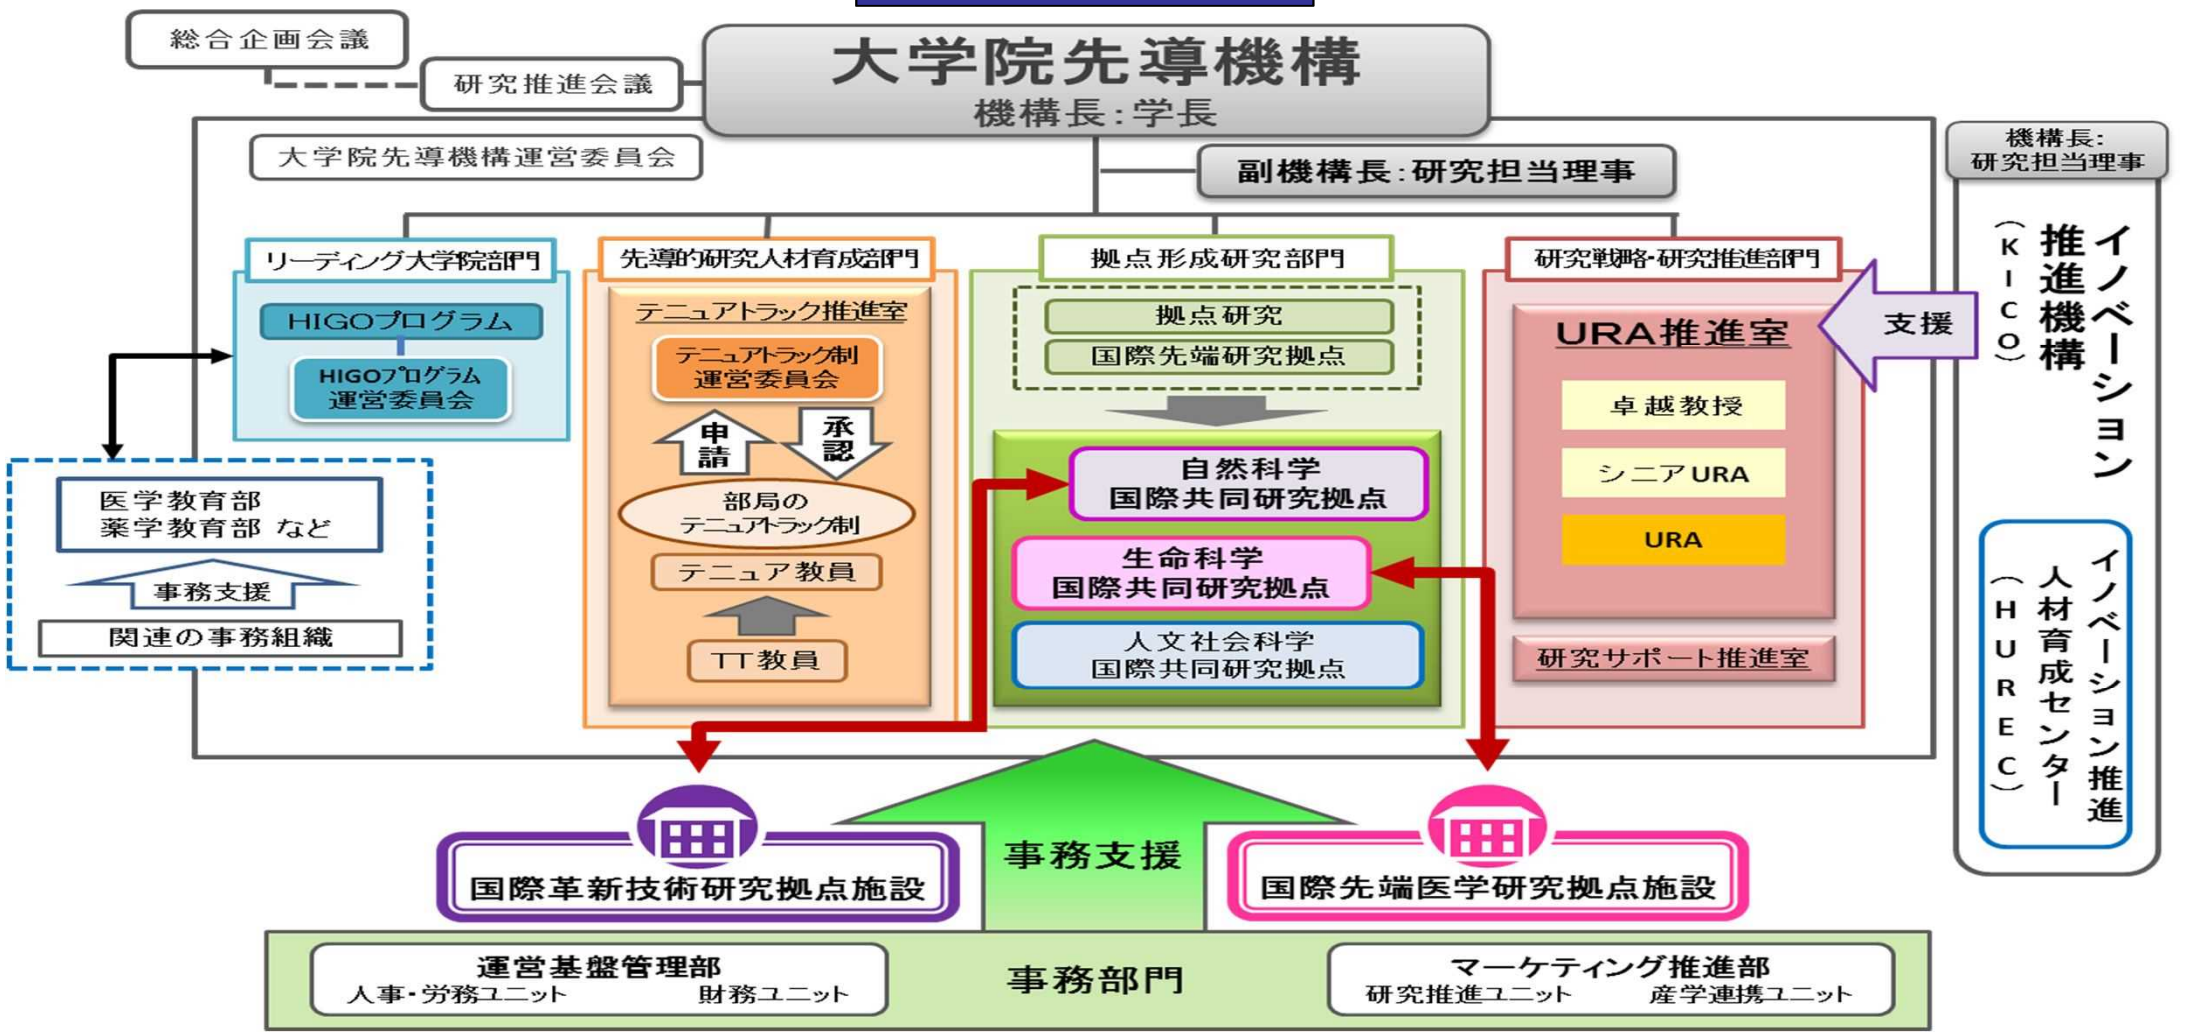 総合企画会議
研究推進会議
大学院先導機構
機構長:学長
大学院先導機構運営委員会
副機構長:研究担当理事
機構長:
研究担当理事
イノベーション
推進機構
(KICO)
支援
イノベーション推進
人材育成センター
(HUREC)
リーディング大学院部門
HIGOプログラム
HIGOプログラム
運営委員会
医学教育部
薬学教育部 など
事務支援
関連の事務組織
先導的研究人材育成部門
テニュアトラック推進室
テニュアトラック制
運営委員会
申請
承認
部局の
テニュアトラック制
テニュア教員
TT教員
拠点形成研究部門
拠点研究
国際先端研究拠点
自然科学
国際共同研究拠点
生命科学
国際共同研究拠点
人文社会科学
国際共同研究拠点
研究戦略・研究推進部門
URA推進室
卓越教授
シニアURA
URA
研究サポート推進室
国際革新技術研究拠点施設
事務支援
国際先端医学研究拠点施設
運営基盤管理部
人事・労務ユニット 財務ユニット
事務部門
マーケティング推進部
研究推進ユニット 産学連携ユニット